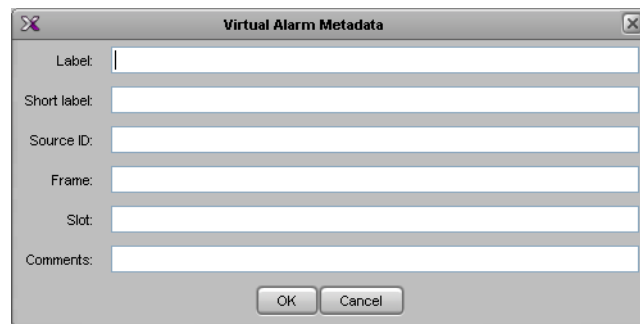 Virtual Alarm Metadata
Label:
Short label:
Source ID:
Frame:
Slot:
Comments:
OK Cancel